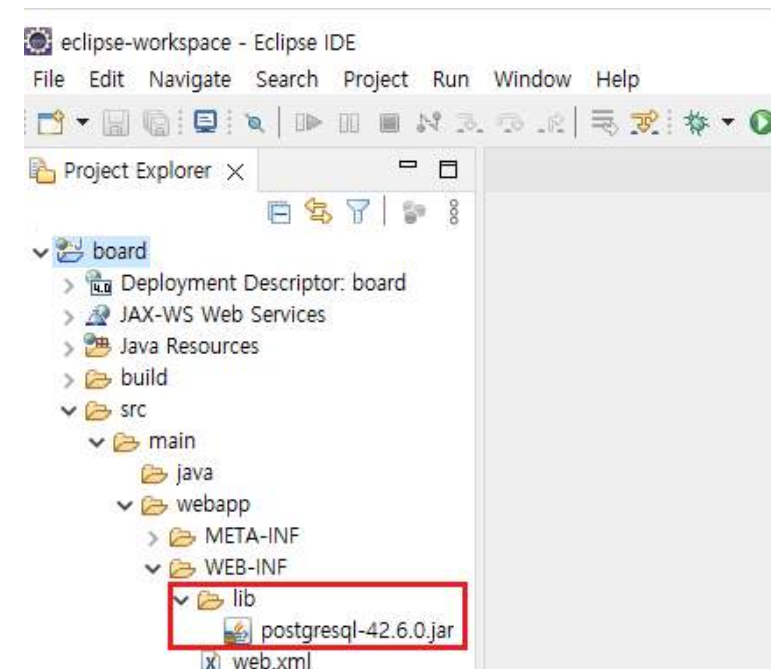 eclipse-workspace - Eclipse IDE
File Edit Navigate Search Project Run Window Help
Project Explorer
board
4.0 Deployment Descriptor: board
JAX-WS Web Services
Java Resources
build
src
main
java
webapp
META-INF
WEB-INF
lib
postgresql-42.6.0.jar
web.xml